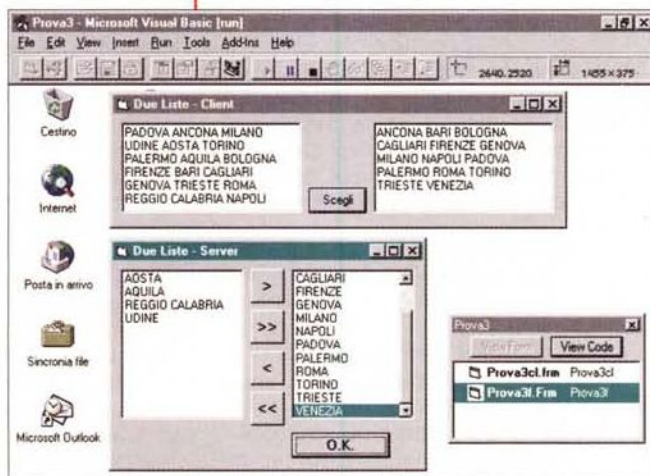 Prova3 - Microsoft Visual Basic [run]
File Edit View Insert Run Tools Add-Ins Help
2640,2520 1455×375
Cestino
Internet
Posta in arrivo
Sincronia file
Microsoft Outlook
Due Liste - Client
PADOVA ANCONA MILANO
UDINE AOSTA TORINO
PALERMO AQUILA BOLOGNA
FIRENZE BARI CAGLIARI
GENOVA TRIESTE ROMA
REGGIO CALABRIA NAPOLI
Scegli
ANCONA BARI BOLOGNA
CAGLIARI FIRENZE GENOVA
MILANO NAPOLI PADOVA
PALERMO ROMA TORINO
TRIESTE VENEZIA
Due Liste - Server
AOSTA
AQUILA
REGGIO CALABRIA
UDINE
>
>>
<
<<
CAGLIARI
FIRENZE
GENOVA
MILANO
NAPOLI
PADOVA
PALERMO
ROMA
TORINO
TRIESTE
VENEZIA
O.K.
Prova3
View Form View Code
Prova3cl.frm Prova3cl
Prova3f.Frm Prova3f